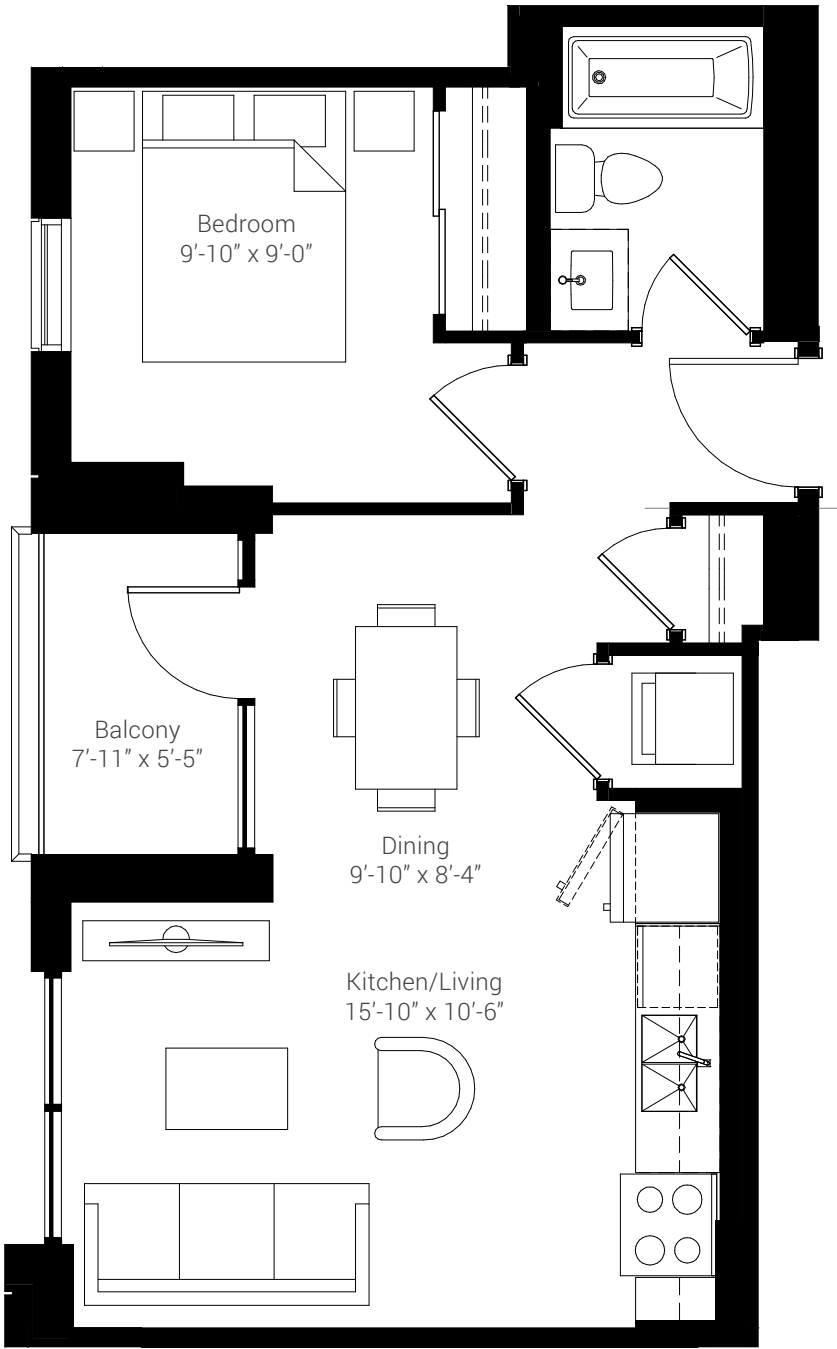 Bedroom
9’-10” x 9’-0”
Balcony
7’-11” x 5’-5”
Dining
9’-10” x 8’-4”
Kitchen/Living
15’-10” x 10’-6”